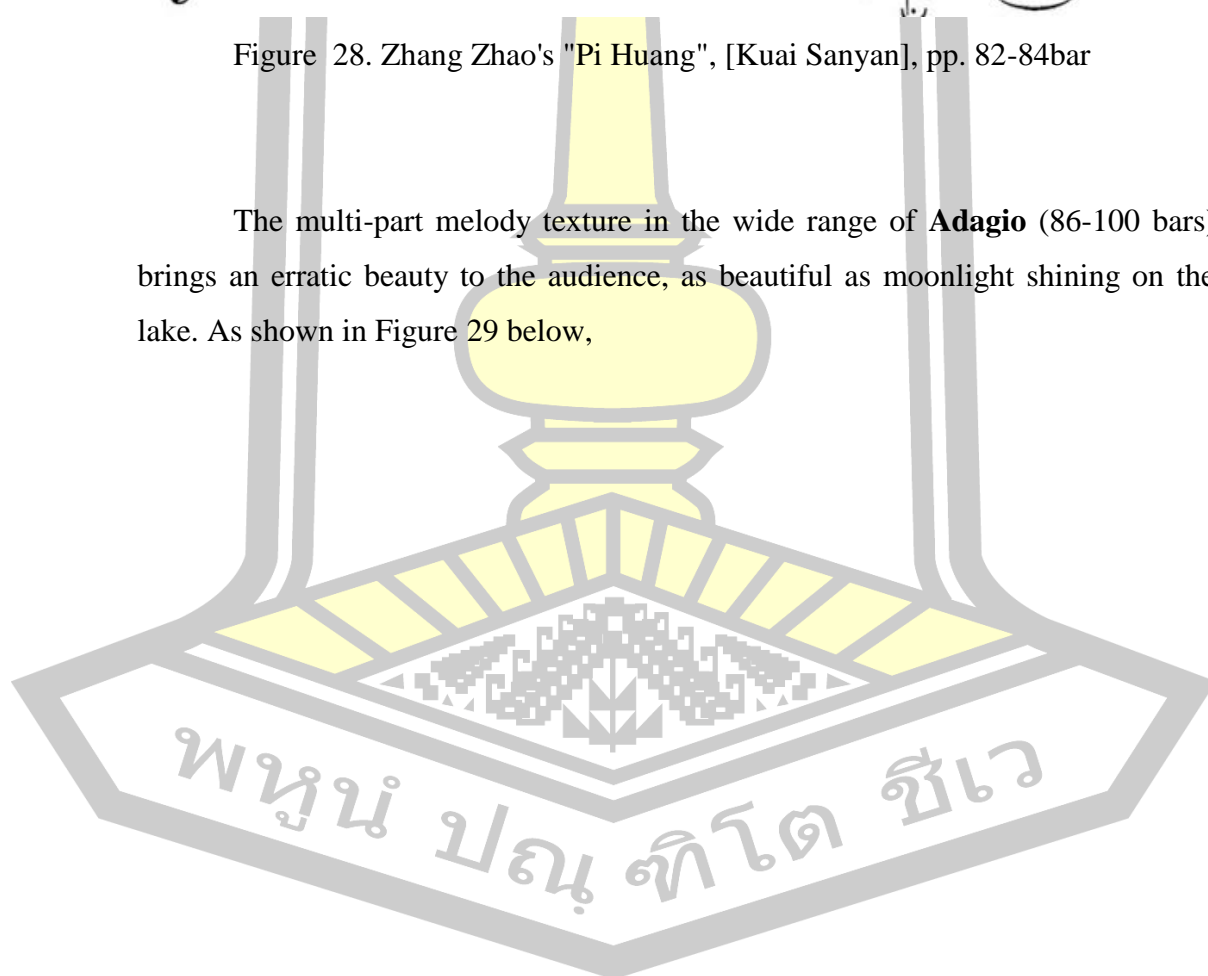 Figure 28. Zhang Zhao's "Pi Huang", [Kuai Sanyan], pp. 82-84bar
The multi-part melody texture in the wide range of Adagio (86-100 bars)
brings an erratic beauty to the audience, as beautiful as moonlight shining on the
lake. As shown in Figure 29 below,
พหูนํ ปณฺฑิโต ชีเว